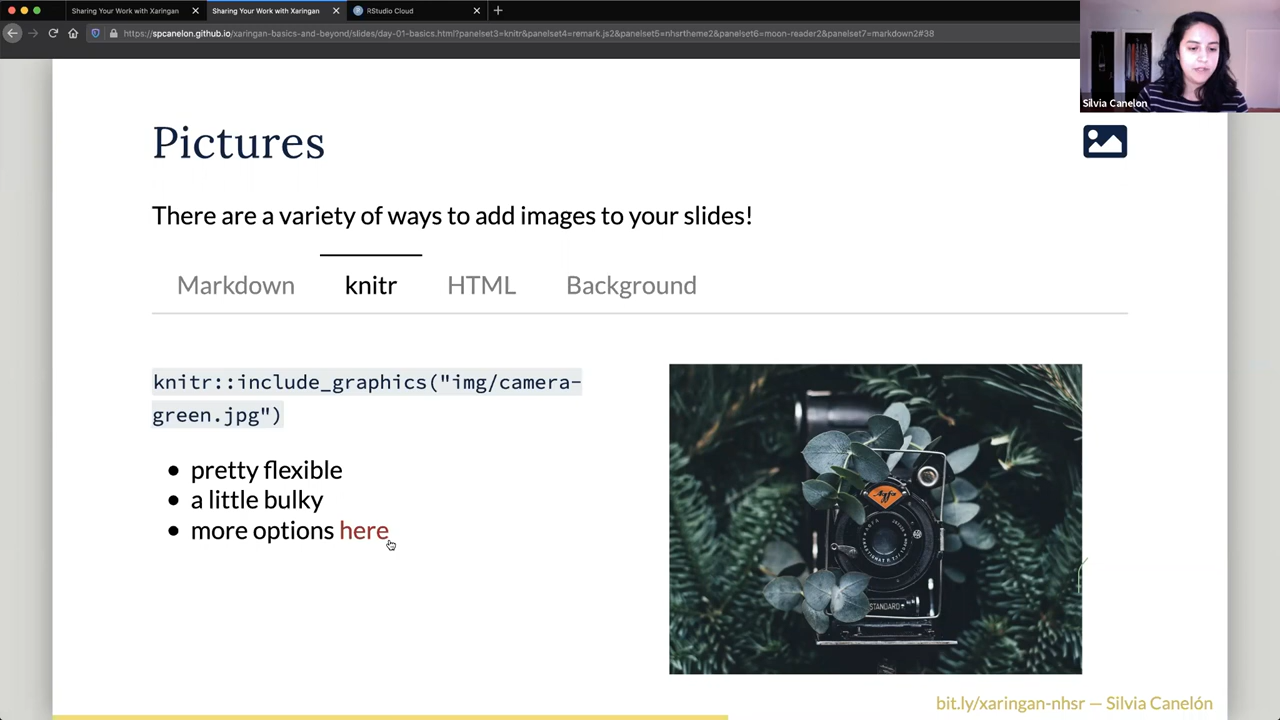 Sharing Your Work with Xaringan
Sharing Your Work with Xaringan
RStudio Cloud
https://spcanelon.github.io/xaringan-basics-and-beyond/slides/day-01-basics.html?panelset3=knitr&panelset4=remark.js2&panelset5=nhsrtheme2&panelset6=moon-reader2&panelset7=markdown2#38
Silvia Canelon
Pictures
There are a variety of ways to add images to your slides!
Markdown knitr HTML Background
knitr::include_graphics("img/camera-
green.jpg")
pretty flexible
a little bulky
more options here
Agfa
STANDARD
bit.ly/xaringan-nhsr — Silvia Canelón